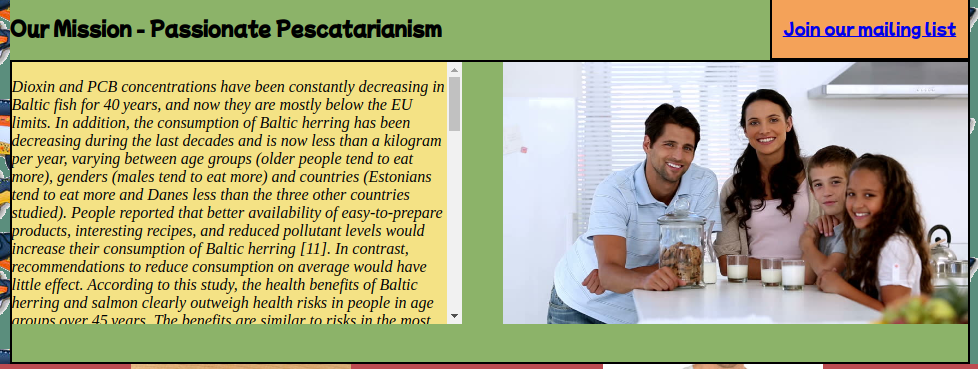 Our Mission - Passionate Pescatarianism
Join our mailing list
Dioxin and PCB concentrations have been constantly decreasing in
Baltic fish for 40 years, and now they are mostly below the EU
limits. In addition, the consumption of Baltic herring has been
decreasing during the last decades and is now less than a kilogram
per year, varying between age groups (older people tend to eat
more), genders (males tend to eat more) and countries (Estonians
tend to eat more and Danes less than the three other countries
studied). People reported that better availability of easy-to-prepare
products, interesting recipes, and reduced pollutant levels would
increase their consumption of Baltic herring [11]. In contrast,
recommendations to reduce consumption on average would have
little effect. According to this study, the health benefits of Baltic
herring and salmon clearly outweigh health risks in people in age
groups over 45 years. The benefits are similar to risks in the most